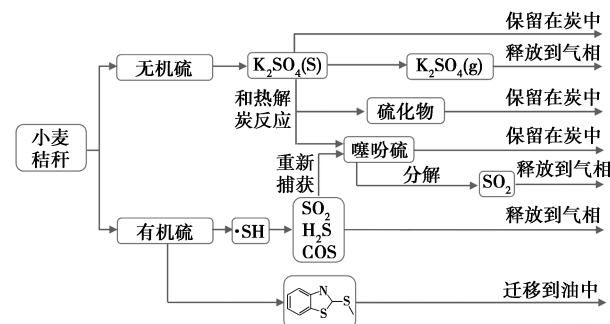 保留在炭中
释放到气相
无机硫
K₂SO₄(S)
K₂SO₄(g)
和热解
炭反应
保留在炭中
硫化物
小麦
秸秆
保留在炭中
噻吩硫
重新
捕获
分解
释放到气相
SO₂
有机硫
•SH
SO₂
H₂S
COS
释放到气相
迁移到油中
N
S
S